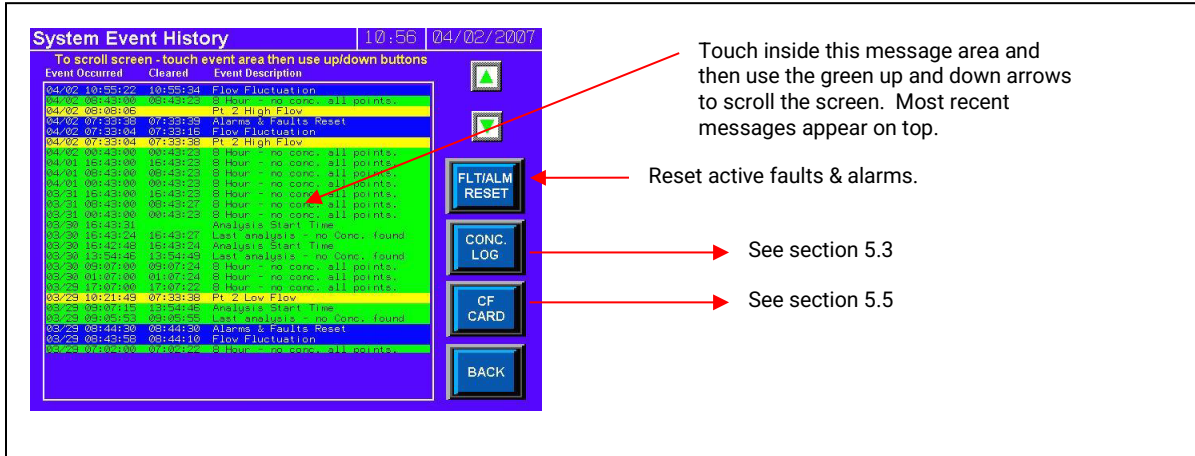 System Event History 10:56 04/02/2007
To scroll screen - touch event area then use up/down buttons
Event Occurred Cleared Event Description
04/02 10:55:22 10:55:34 Flow Fluctuation
04/02 08:43:00 08:43:23 8 Hour - no conc. all points.
04/02 08:08:06 Pt 2 High Flow
04/02 07:33:38 07:33:39 Alarms & Faults Reset
04/02 07:33:04 07:33:16 Flow Fluctuation
04/02 07:33:04 07:33:38 Pt 2 High Flow
04/02 00:43:00 00:43:23 8 Hour - no conc. all points.
04/01 16:43:00 16:43:23 8 Hour - no conc. all points.
04/01 08:43:00 08:43:23 8 Hour - no conc. all points.
04/01 00:43:00 00:43:23 8 Hour - no conc. all points.
03/31 16:43:00 16:43:23 8 Hour - no conc. all points.
03/31 08:43:00 08:43:27 8 Hour - no conc. all points.
03/31 00:43:00 00:43:23 8 Hour - no conc. all points.
03/30 16:43:31 Analysis Start Time
03/30 16:43:24 16:43:27 Last analysis - no Conc. found
03/30 16:42:48 16:43:24 Analysis Start Time
03/30 13:54:46 13:54:49 Last analysis - no Conc. found
03/30 09:07:00 09:07:24 8 Hour - no conc. all points.
03/30 01:07:00 01:07:24 8 Hour - no conc. all points.
03/29 17:07:00 17:07:22 8 Hour - no conc. all points.
03/29 10:21:49 07:33:38 Pt 2 Low Flow
03/29 09:07:15 13:54:46 Analysis Start Time
03/29 09:05:53 09:05:55 Last analysis - no Conc. found
03/29 08:44:30 08:44:30 Alarms & Faults Reset
03/29 08:43:58 08:44:10 Flow Fluctuation
03/29 07:02:00 07:02:22 8 Hour - no conc. all points.
FLT/ALM
RESET
CONC.
LOG
CF
CARD
BACK
Touch inside this message area and
then use the green up and down arrows
to scroll the screen. Most recent
messages appear on top.
Reset active faults & alarms.
See section 5.3
See section 5.5